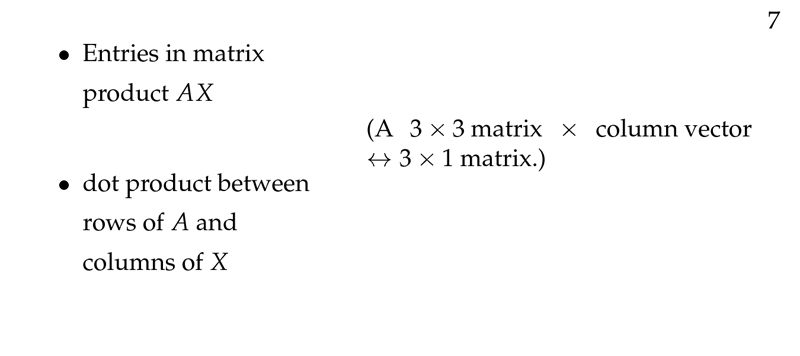 7
• Entries in matrix
product AX
(A 3 × 3 matrix × column vector
↔ 3 × 1 matrix.)
• dot product between
rows of A and
columns of X